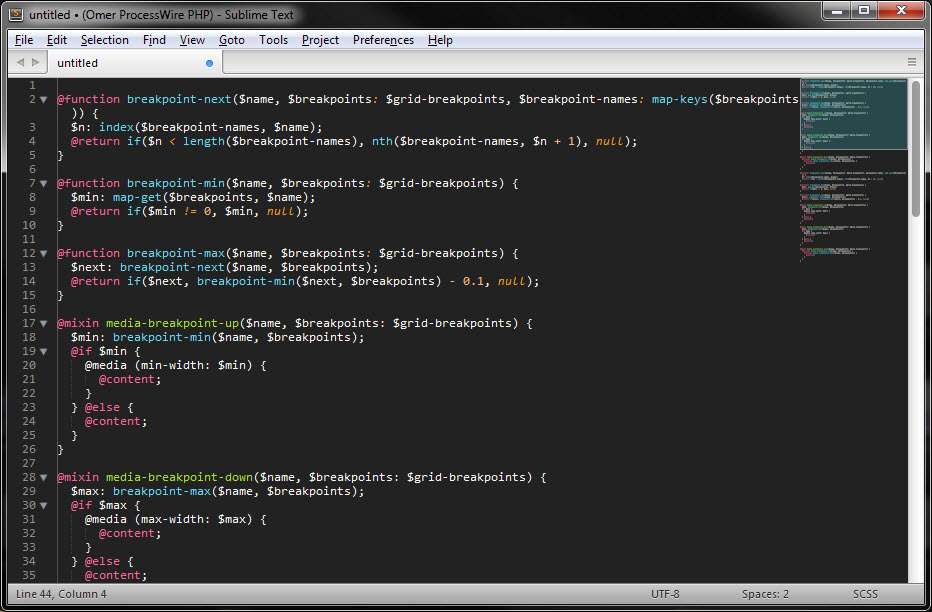 untitled • (Omer ProcessWire PHP) - Sublime Text
File Edit Selection Find View Goto Tools Project Preferences Help
untitled
1
2 @function breakpoint-next($name, $breakpoints: $grid-breakpoints, $breakpoint-names: map-keys($breakpoints
)) {
3 $n: index($breakpoint-names, $name);
4 @return if($n < length($breakpoint-names), nth($breakpoint-names, $n + 1), null);
5 }
6
7 @function breakpoint-min($name, $breakpoints: $grid-breakpoints) {
8 $min: map-get($breakpoints, $name);
9 @return if($min != 0, $min, null);
10 }
11
12 @function breakpoint-max($name, $breakpoints: $grid-breakpoints) {
13 $next: breakpoint-next($name, $breakpoints);
14 @return if($next, breakpoint-min($next, $breakpoints) - 0.1, null);
15 }
16
17 @mixin media-breakpoint-up($name, $breakpoints: $grid-breakpoints) {
18 $min: breakpoint-min($name, $breakpoints);
19 @if $min {
20 @media (min-width: $min) {
21 @content;
22 }
23 } @else {
24 @content;
25 }
26 }
27
28 @mixin media-breakpoint-down($name, $breakpoints: $grid-breakpoints) {
29 $max: breakpoint-max($name, $breakpoints);
30 @if $max {
31 @media (max-width: $max) {
32 @content;
33 }
34 } @else {
35 @content;
Line 44, Column 4 UTF-8 Spaces: 2 SCSS